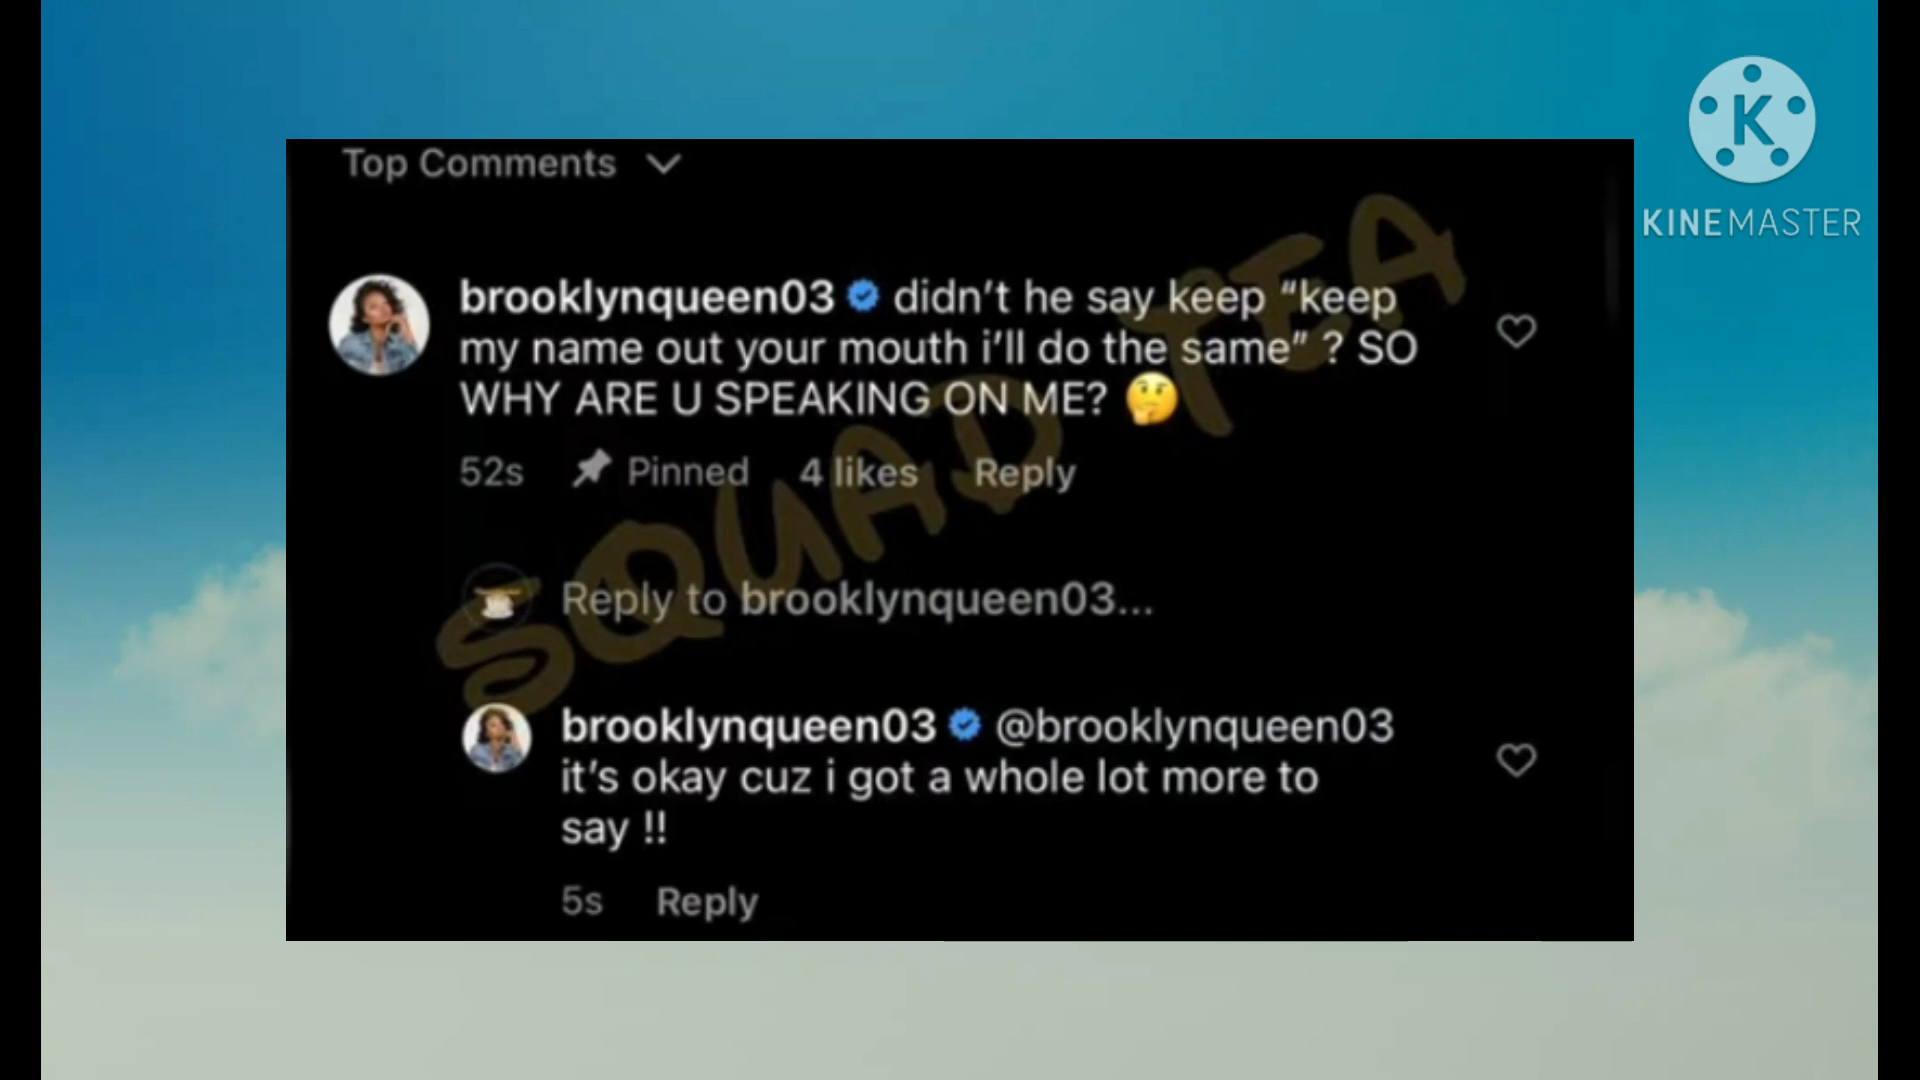 Top Comments
KINEMASTER
brooklynqueen03 didn't he say keep "keep
my name out your mouth i'll do the same" ? SO
WHY ARE U SPEAKING ON ME? 🤔
52s Pinned 4 likes Reply
SQUAD TEA
Reply to brooklynqueen03...
brooklynqueen03 @brooklynqueen03
it's okay cuz i got a whole lot more to
say !!
5s Reply